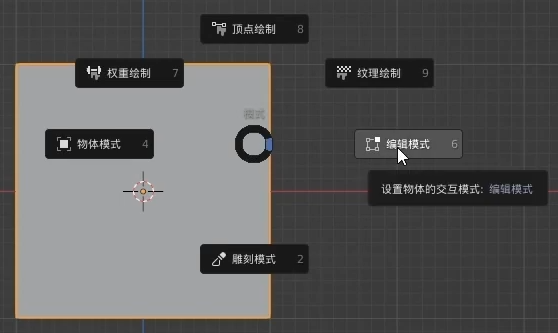 顶点绘制 8
权重绘制 7
纹理绘制 9
模式
物体模式 4
编辑模式 6
设置物体的交互模式: 编辑模式
雕刻模式 2